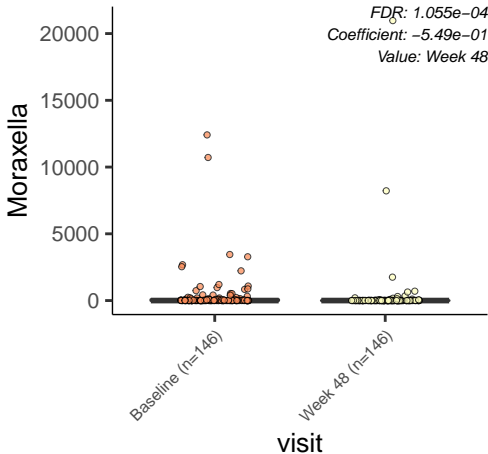 FDR: 1.055e−04
Coefficient: −5.49e−01
Value: Week 48
Moraxella
20000
15000
10000
5000
0
Baseline (n=146)
Week 48 (n=146)
visit